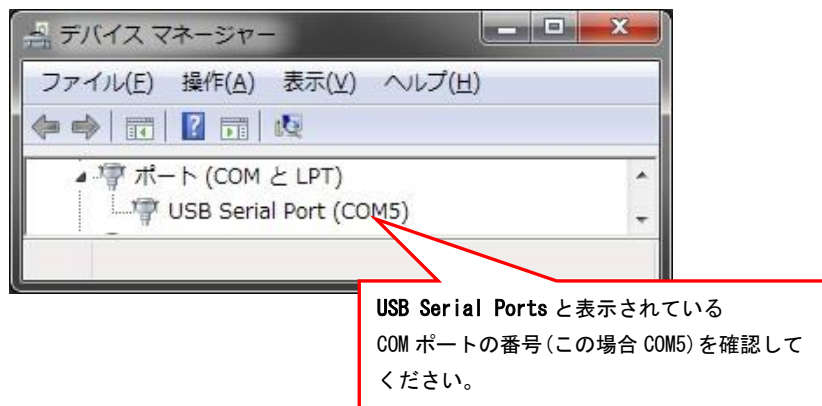 デバイス マネージャー
ファイル(F) 操作(A) 表示(V) ヘルプ(H)
ポート (COM と LPT)
USB Serial Port (COM5)
USB Serial Ports と表示されている
COM ポートの番号(この場合 COM5)を確認して
ください。